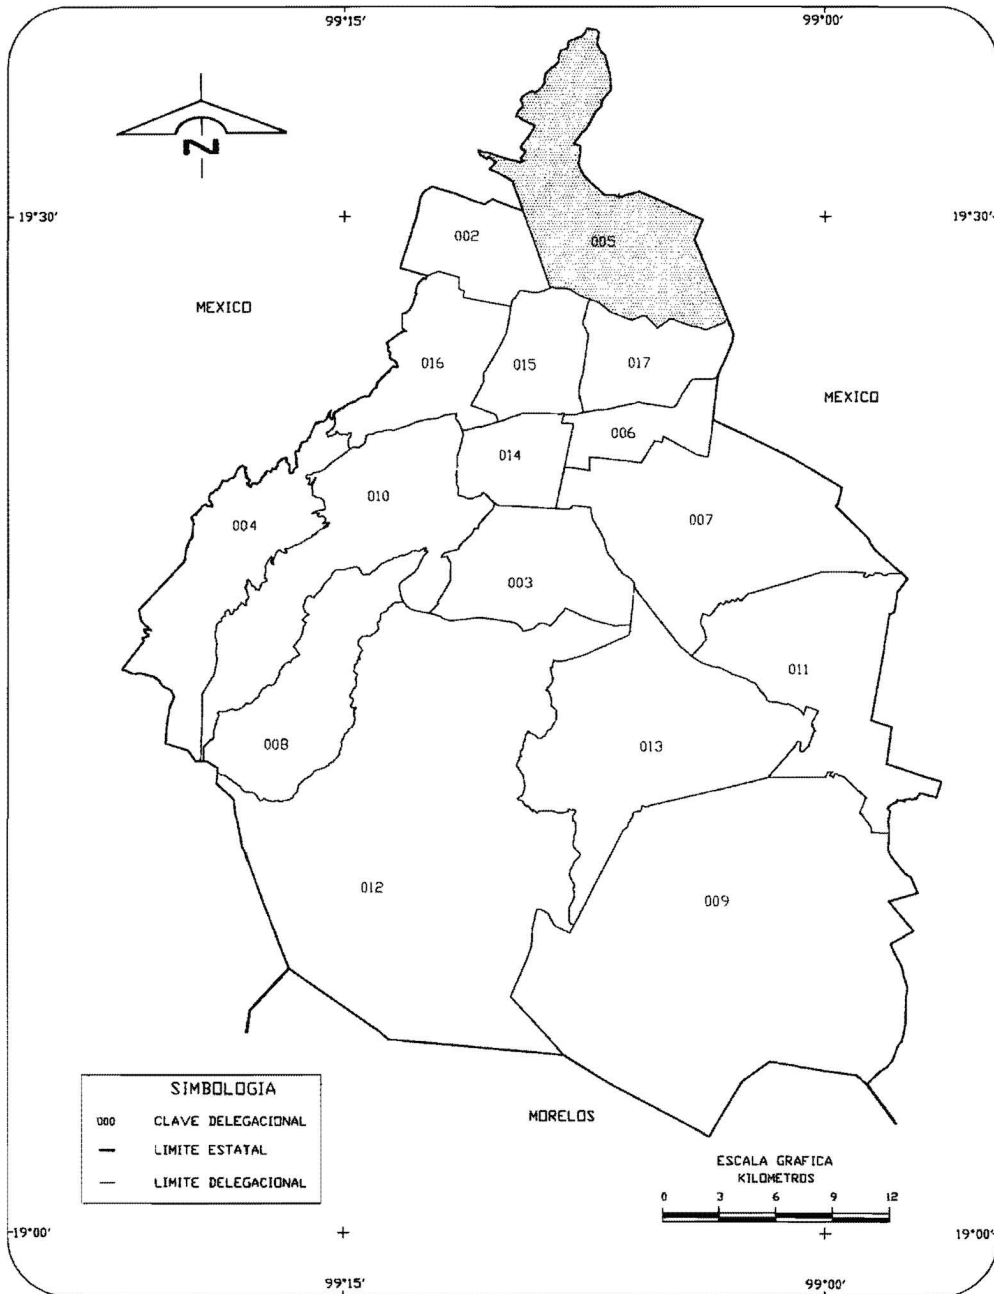 99°15'
99°00'
N
19°30'
19°30'
002
005
MEXICO
016
015
017
MEXICO
006
014
010
004
007
003
011
008
013
012
009
SIMBOLOGIA
000 CLAVE DELEGACIONAL
LIMITE ESTATAL
LIMITE DELEGACIONAL
MORELOS
ESCALA GRAFICA
KILOMETROS
0 3 6 9 12
19°00'
19°00'
99°15'
99°00'